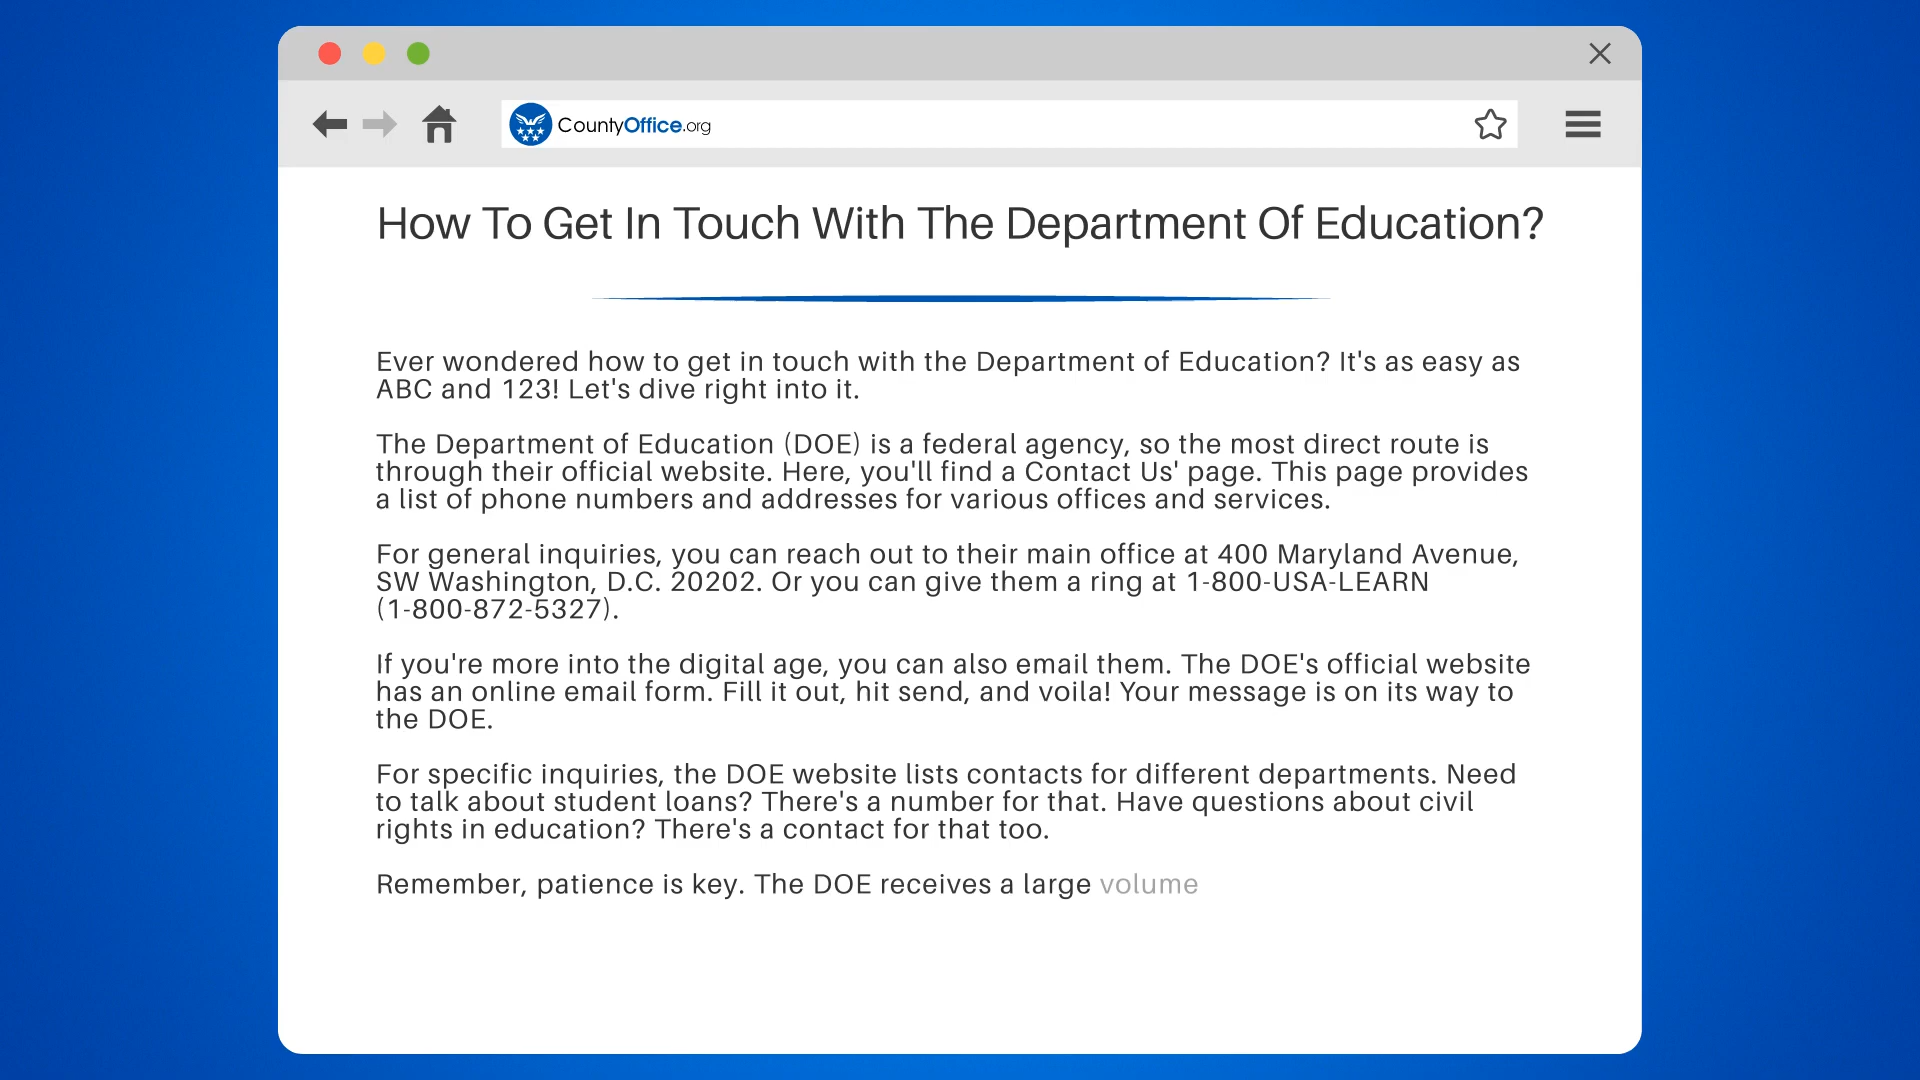 CountyOffice.org
How To Get In Touch With The Department Of Education?
Ever wondered how to get in touch with the Department of Education? It's as easy as
ABC and 123! Let's dive right into it.
The Department of Education (DOE) is a federal agency, so the most direct route is
through their official website. Here, you'll find a Contact Us' page. This page provides
a list of phone numbers and addresses for various offices and services.
For general inquiries, you can reach out to their main office at 400 Maryland Avenue,
SW Washington, D.C. 20202. Or you can give them a ring at 1-800-USA-LEARN
(1-800-872-5327).
If you're more into the digital age, you can also email them. The DOE's official website
has an online email form. Fill it out, hit send, and voila! Your message is on its way to
the DOE.
For specific inquiries, the DOE website lists contacts for different departments. Need
to talk about student loans? There's a number for that. Have questions about civil
rights in education? There's a contact for that too.
Remember, patience is key. The DOE receives a large volume